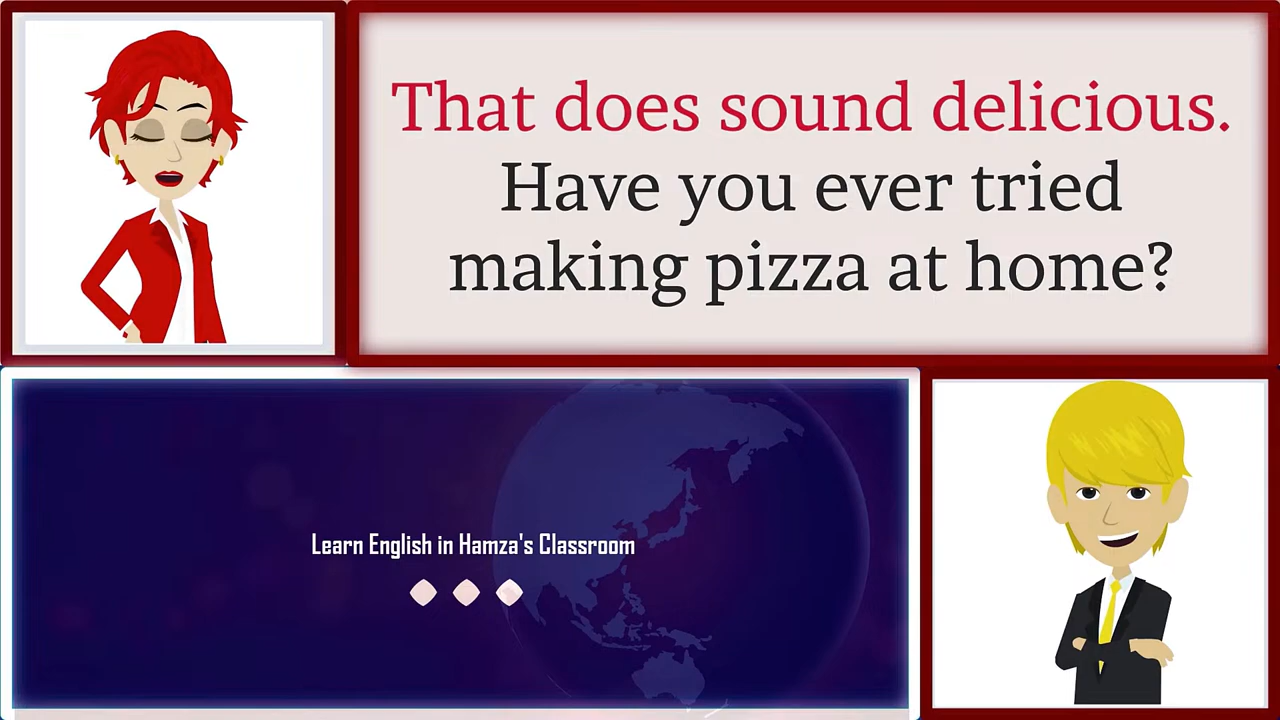 That does sound delicious.
Have you ever tried
making pizza at home?
Learn English in Hamza's Classroom